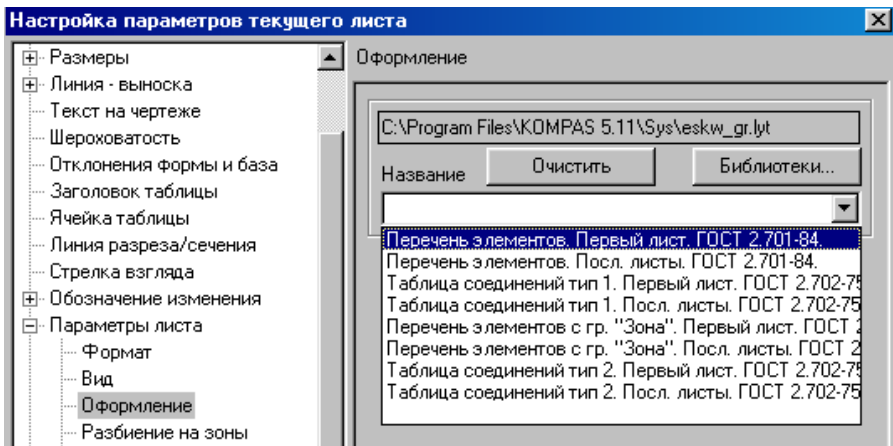 Настройка параметров текущего листа
Размеры
Линия - выноска
Текст на чертеже
Шероховатость
Отклонения формы и база
Заголовок таблицы
Ячейка таблицы
Линия разреза/сечения
Стрелка взгляда
Обозначение изменения
Параметры листа
Формат
Вид
Оформление
Разбиение на зоны
Оформление
C:\Program Files\KOMPAS 5.11\Sys\eskw_gr.lyt
Название
Очистить
Библиотеки...
Перечень элементов. Первый лист. ГОСТ 2.701-84.
Перечень элементов. Посл. листы. ГОСТ 2.701-84.
Таблица соединений тип 1. Первый лист. ГОСТ 2.702-75
Таблица соединений тип 1. Посл. листы. ГОСТ 2.702-75
Перечень элементов с гр. "Зона". Первый лист. ГОСТ 2
Перечень элементов с гр. "Зона". Посл. листы. ГОСТ 2
Таблица соединений тип 2. Первый лист. ГОСТ 2.702-75
Таблица соединений тип 2. Посл. листы. ГОСТ 2.702-75